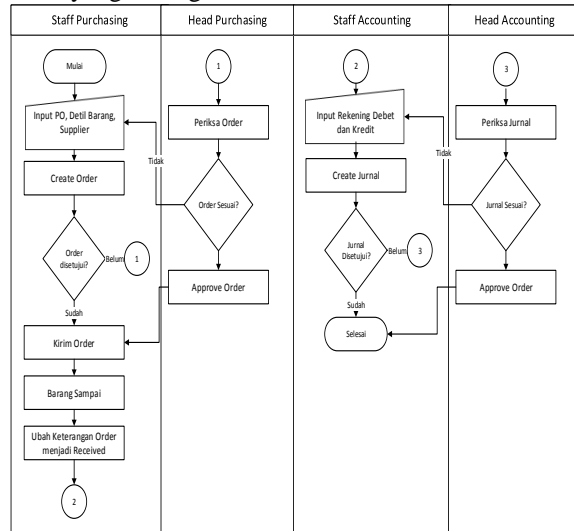 Staff Purchasing
Head Purchasing
Staff Accounting
Head Accounting
Mulai
Input PO, Detil Barang,
Supplier
Create Order
Order
disetujui?
Belum
1
Sudah
Kirim Order
Barang Sampai
Ubah Keterangan Order
menjadi Received
2
1
Periksa Order
Tidak
Order Sesuai?
Approve Order
2
Input Rekening Debet
dan Kredit
Create Jurnal
Jurnal
Disetujui?
Belum
3
Sudah
Selesai
3
Periksa Jurnal
Tidak
Jurnal Sesuai?
Approve Order